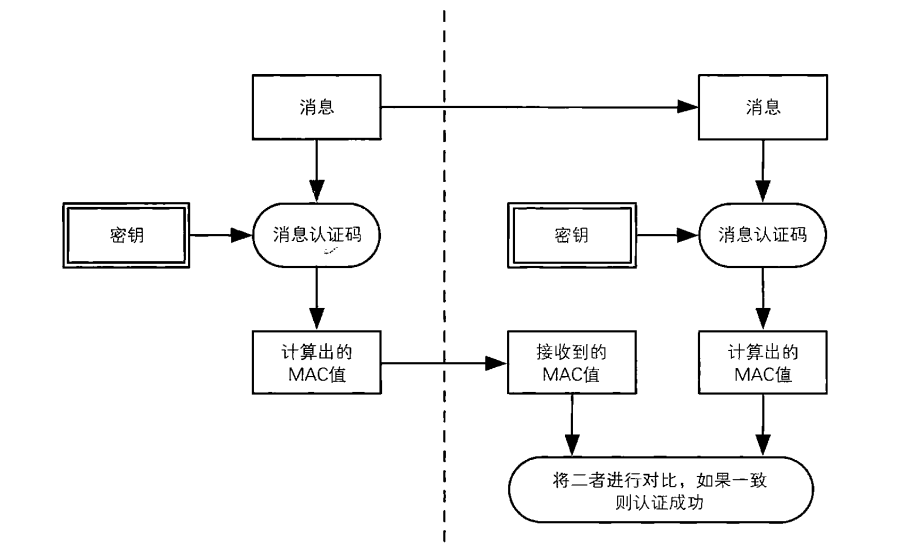 消息
消息
密钥
消息认证码
密钥
消息认证码
计算出的
MAC值
接收到的
MAC值
计算出的
MAC值
将二者进行对比，如果一致
则认证成功